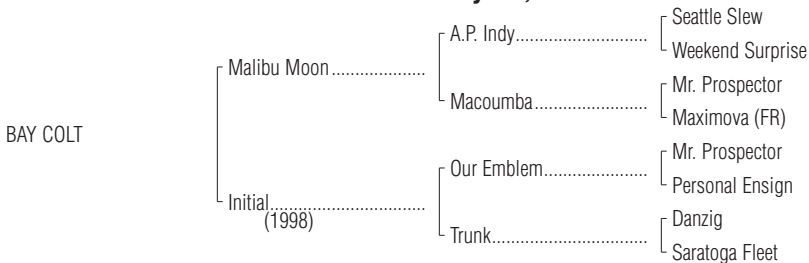 Seattle Slew
A.P. Indy
Weekend Surprise
Malibu Moon
Mr. Prospector
Macoumba
Maximova (FR)
BAY COLT
Mr. Prospector
Our Emblem
Personal Ensign
Initial
(1998)
Danzig
Trunk
Saratoga Fleet